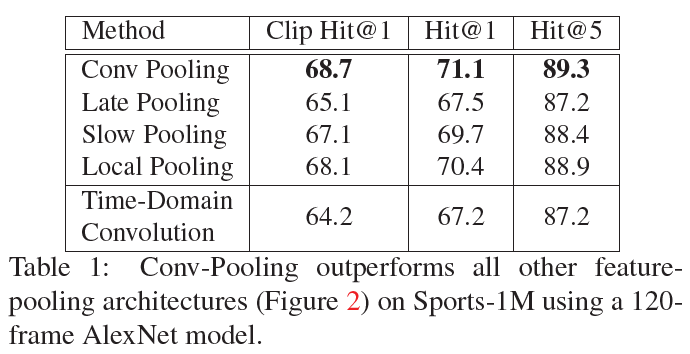 Method Clip Hit@1 Hit@1 Hit@5
Conv Pooling 68.7 71.1 89.3
Late Pooling 65.1 67.5 87.2
Slow Pooling 67.1 69.7 88.4
Local Pooling 68.1 70.4 88.9
Time-Domain
Convolution 64.2 67.2 87.2
Table 1: Conv-Pooling outperforms all other feature-
pooling architectures (Figure 2) on Sports-1M using a 120-
frame AlexNet model.